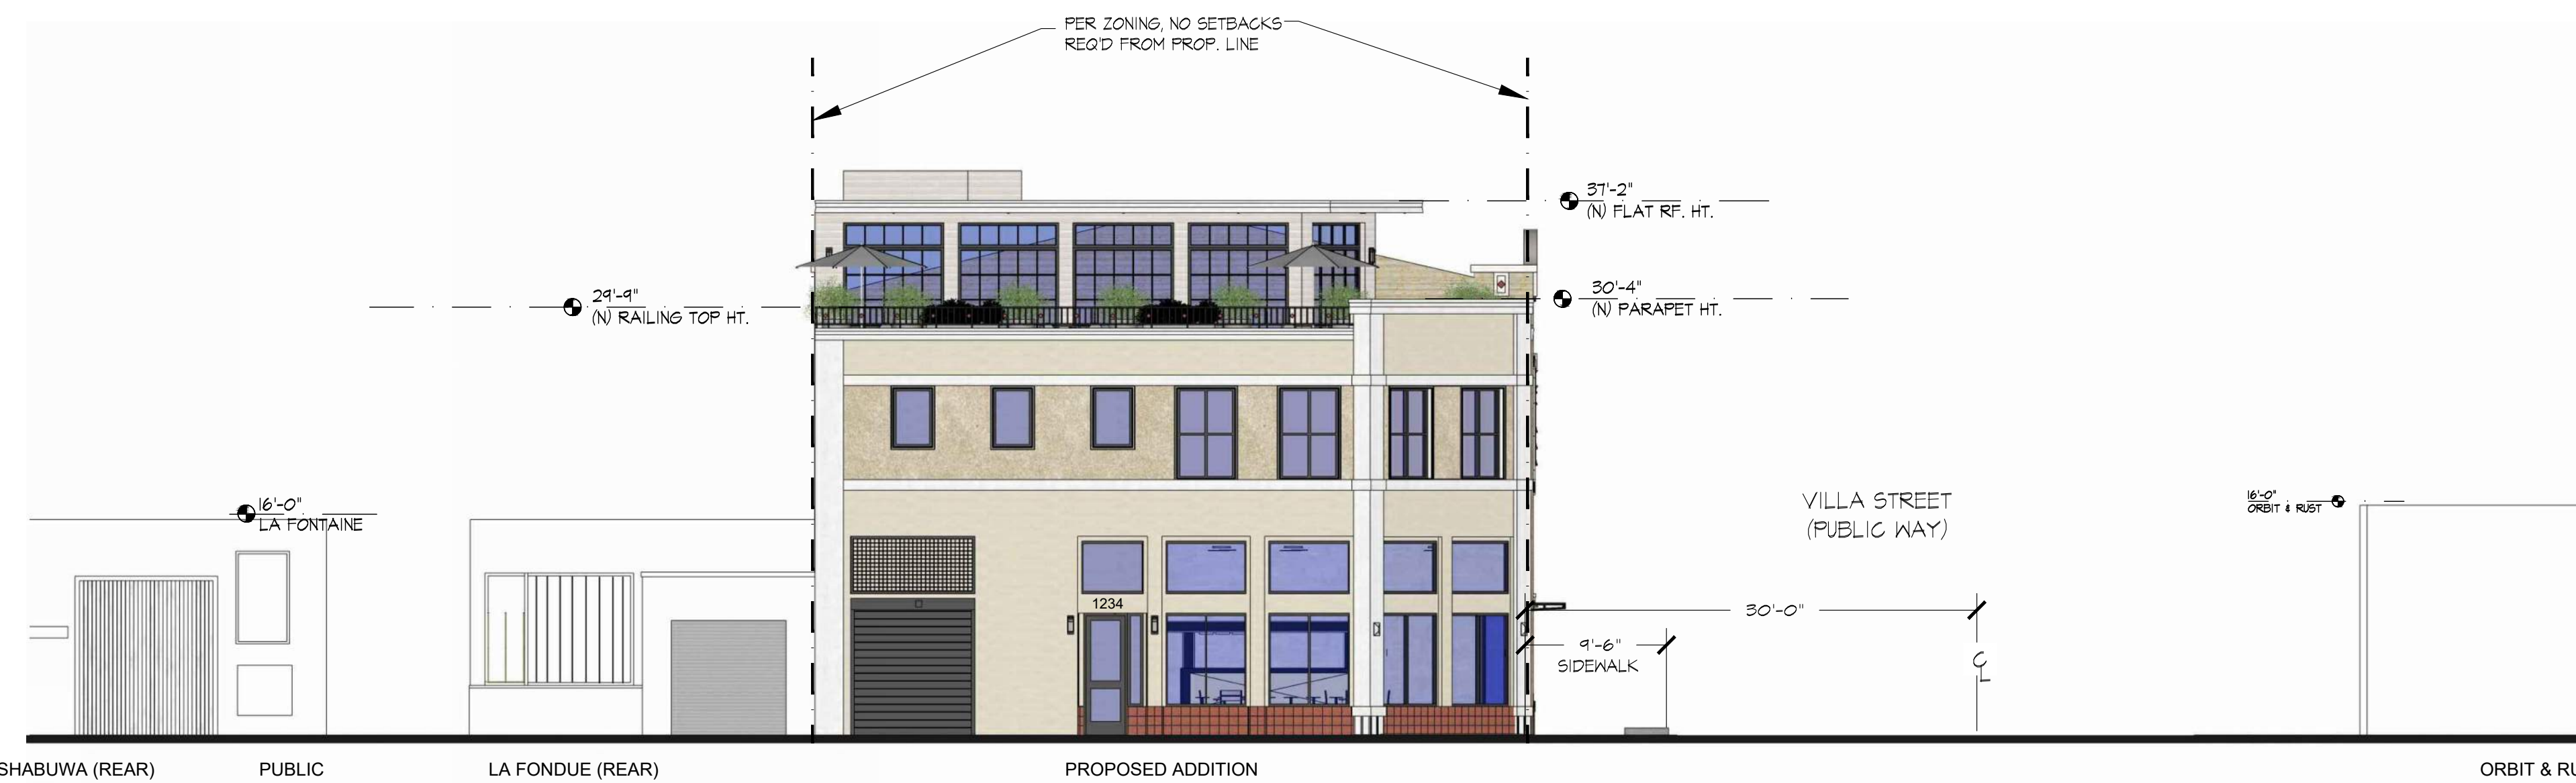 PER ZONING, NO SETBACKS
REQ'D FROM PROP. LINE
37'-2"
(N) FLAT RF. HT.
29'-9"
(N) RAILING TOP HT.
30'-4"
(N) PARAPET HT.
16'-0"
LA FONTAINE
VILLA STREET
(PUBLIC WAY)
16'-0"
ORBIT & RUST
1234
30'-0"
9'-6"
SIDEWALK
CL
SHABUWA (REAR)
PUBLIC
LA FONDUE (REAR)
PROPOSED ADDITION
ORBIT & RU